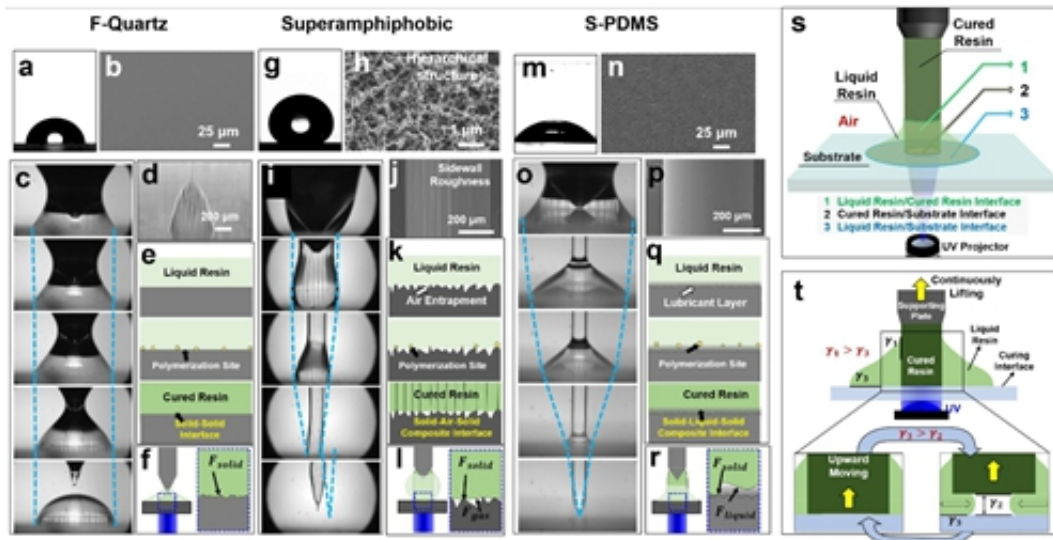 F-Quartz
Superamphiphobic
S-PDMS
a
b
25 μm
g
h
Hierarchical
structure
1 μm
m
n
25 μm
c
d
200 μm
i
j
Sidewall
Roughness
200 μm
o
p
200 μm
e
Liquid Resin
Polymerization Site
Cured Resin
Solid-Solid
Interface
k
Liquid Resin
Air Entrapment
Polymerization Site
Cured Resin
Solid-Air-Solid
Composite Interface
q
Liquid Resin
Lubricant Layer
Polymerization Site
Cured Resin
Solid-Liquid-Solid
Composite Interface
f
F_solid
l
F_solid
F_gas
r
F_solid
F_liquid
s
Cured
Resin
Liquid
Resin
Air
Substrate
1
2
3
1 Liquid Resin/Cured Resin Interface
2 Cured Resin/Substrate Interface
3 Liquid Resin/Substrate Interface
UV Projector
t
Continuously
Lifting
Supporting
Plate
Liquid
Resin
γ1 > γ3
γ1
γ3
Cured
Resin
Curing
Interface
UV
γ3 > γ2
Upward
Moving
γ2
γ3